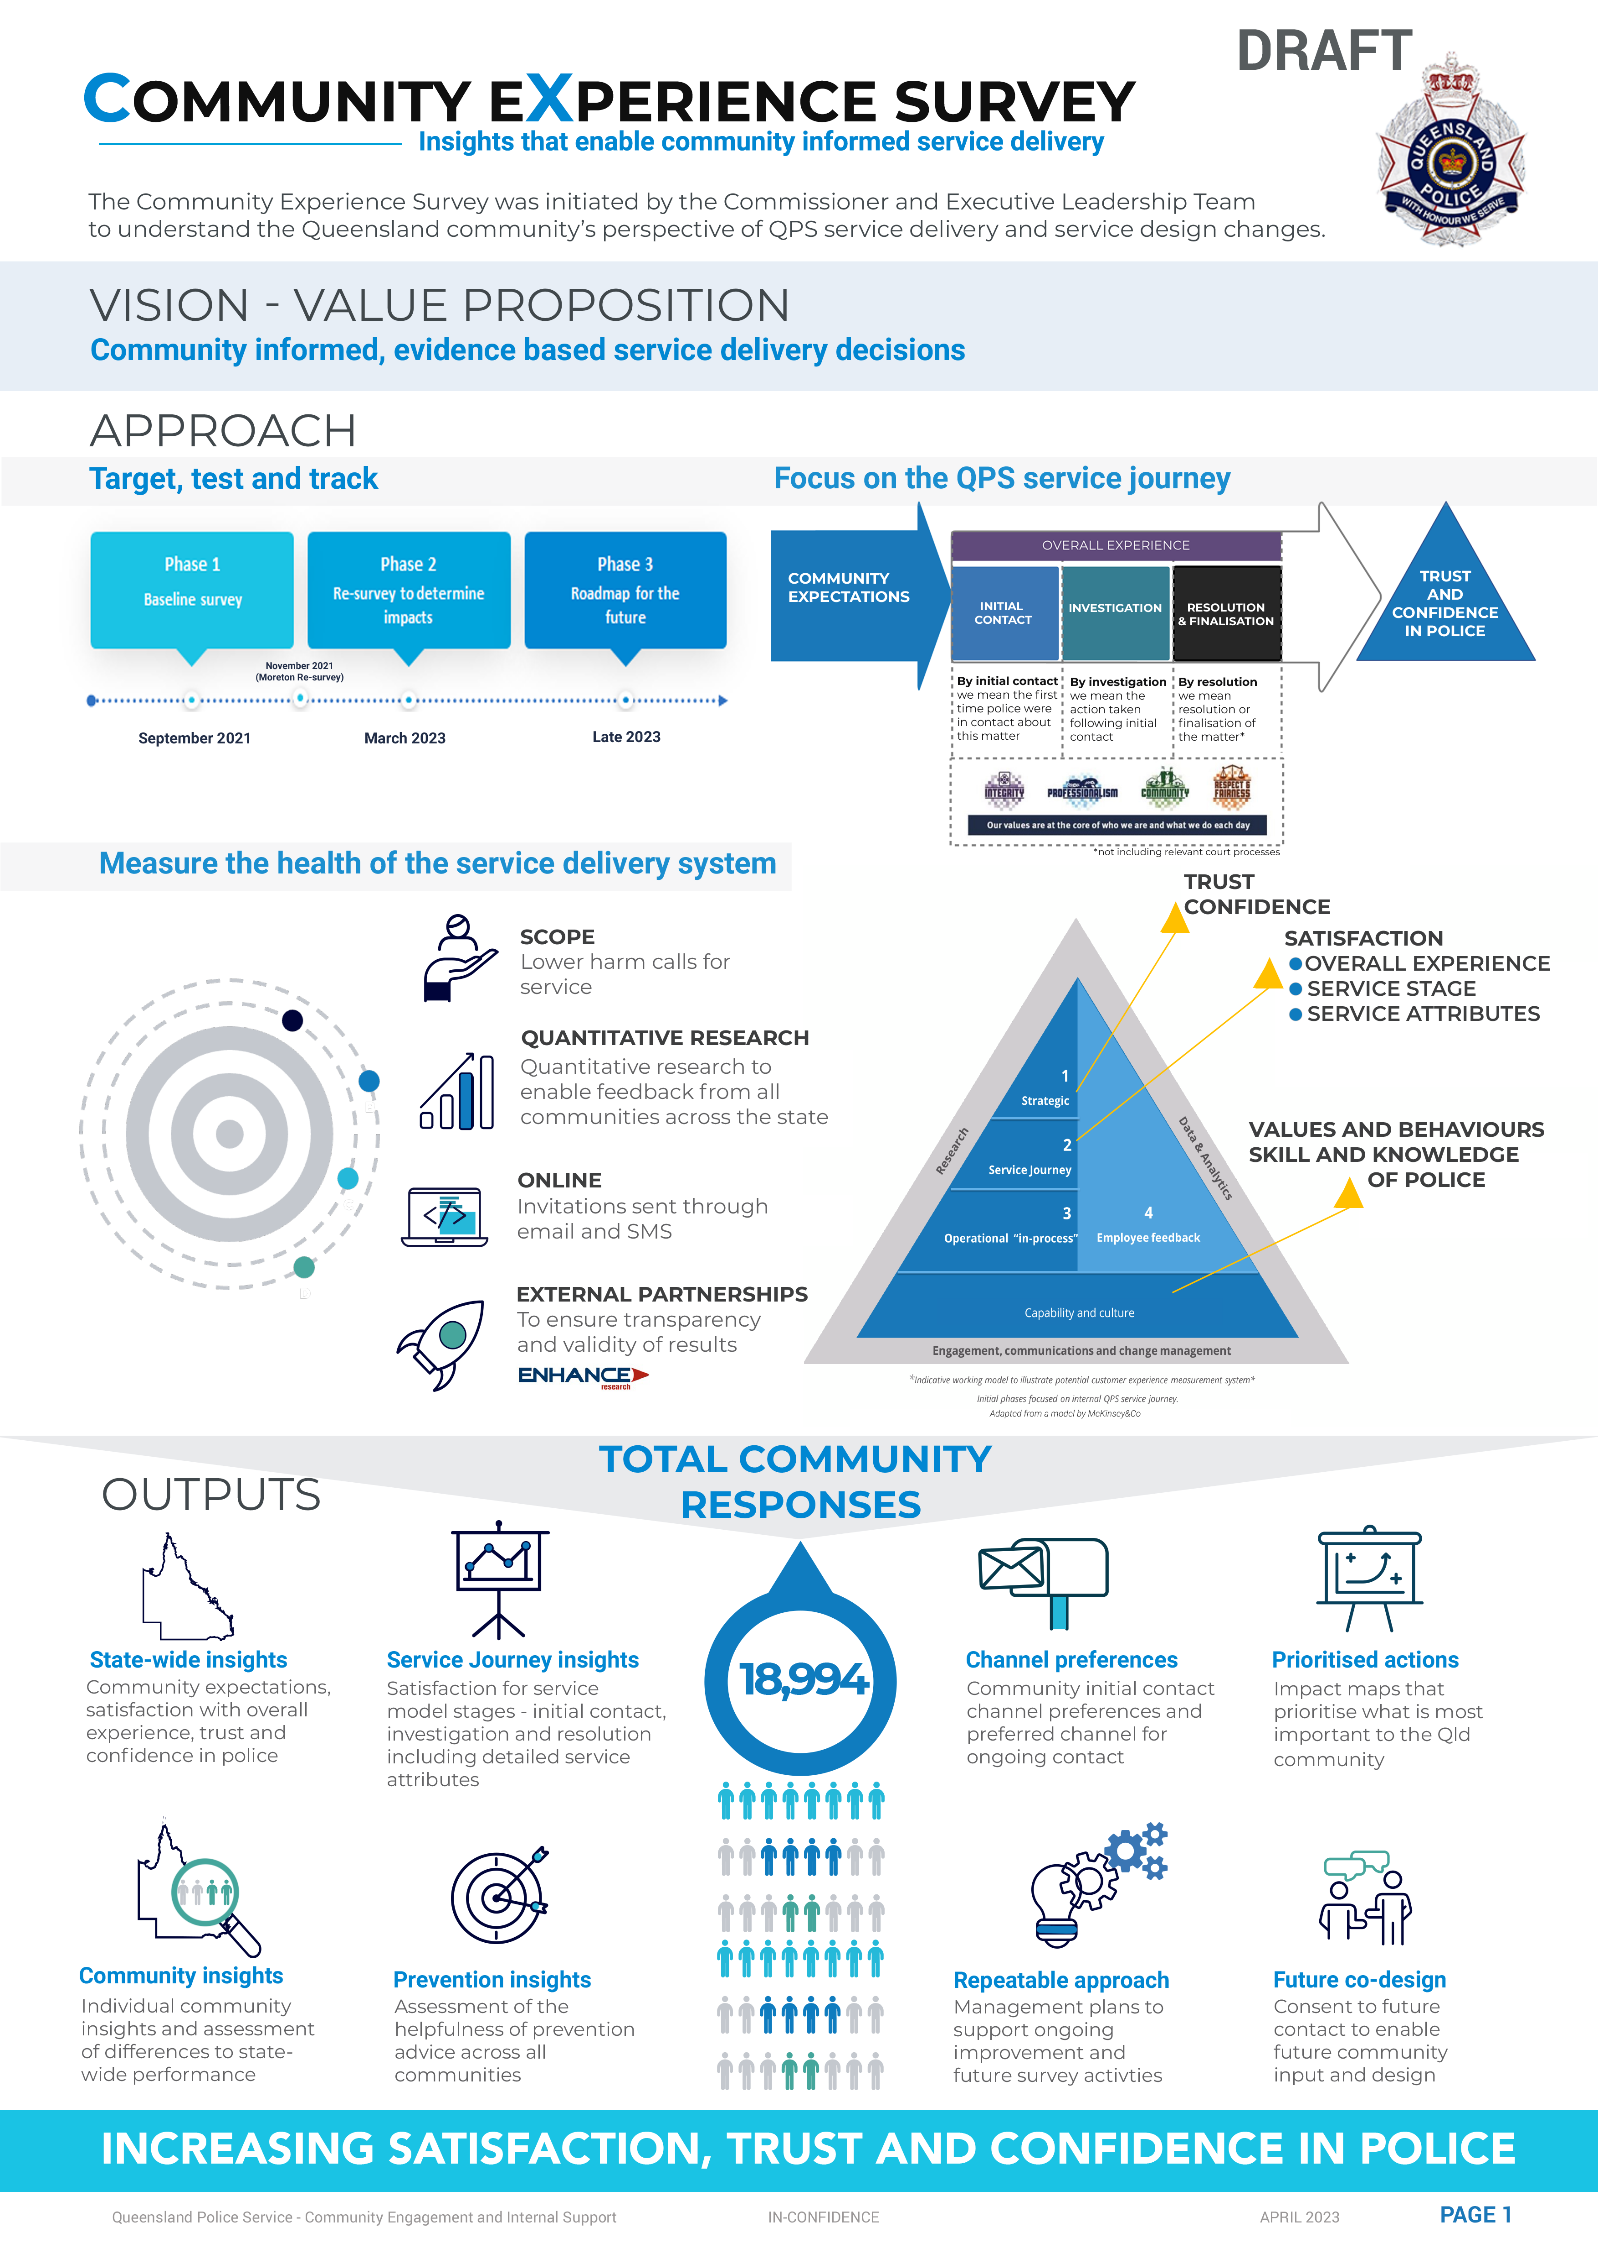 DRAFT
COMMUNITY EXPERIENCE SURVEY
Insights that enable community informed service delivery
QUEENSLAND
POLICE
WITH HONOUR WE SERVE
The Community Experience Survey was initiated by the Commissioner and Executive Leadership Team
to understand the Queensland community's perspective of QPS service delivery and service design changes.
VISION - VALUE PROPOSITION
Community informed, evidence based service delivery decisions
APPROACH
Target, test and track
Phase 1
Baseline survey
Phase 2
Re-survey to determine
impacts
Phase 3
Roadmap for the
future
November 2021
(Moreton Re-survey)
September 2021
March 2023
Late 2023
Focus on the QPS service journey
COMMUNITY
EXPECTATIONS
OVERALL EXPERIENCE
INITIAL
CONTACT
INVESTIGATION
RESOLUTION
& FINALISATION
TRUST
AND
CONFIDENCE
IN POLICE
By initial contact
we mean the first
time police were
in contact about
this matter
By investigation
we mean the
action taken
following initial
contact
By resolution
we mean
resolution or
finalisation of
the matter*
INTEGRITY
PROFESSIONALISM
COMMUNITY
RESPECT &
FAIRNESS
Our values are at the core of who we are and what we do each day
*not including relevant court processes
Measure the health of the service delivery system
SCOPE
Lower harm calls for
service
QUANTITATIVE RESEARCH
Quantitative research to
enable feedback from all
communities across the state
ONLINE
Invitations sent through
email and SMS
EXTERNAL PARTNERSHIPS
To ensure transparency
and validity of results
ENHANCE
research
TRUST
CONFIDENCE
SATISFACTION
OVERALL EXPERIENCE
SERVICE STAGE
SERVICE ATTRIBUTES
VALUES AND BEHAVIOURS
SKILL AND KNOWLEDGE
OF POLICE
Research
Data & Analytics
1
Strategic
2
Service Journey
3
Operational "in-process"
4
Employee feedback
Capability and culture
Engagement, communications and change management
*Indicative working model to illustrate potential customer experience measurement system*
Initial phases focused on internal QPS service journey.
Adapted from a model by McKinsey&Co
TOTAL COMMUNITY
RESPONSES
18,994
OUTPUTS
State-wide insights
Community expectations,
satisfaction with overall
experience, trust and
confidence in police
Service Journey insights
Satisfaction for service
model stages - initial contact,
investigation and resolution
including detailed service
attributes
Channel preferences
Community initial contact
channel preferences and
preferred channel for
ongoing contact
Prioritised actions
Impact maps that
prioritise what is most
important to the Qld
community
Community insights
Individual community
insights and assessment
of differences to state-
wide performance
Prevention insights
Assessment of the
helpfulness of prevention
advice across all
communities
Repeatable approach
Management plans to
support ongoing
improvement and
future survey activties
Future co-design
Consent to future
contact to enable
future community
input and design
INCREASING SATISFACTION, TRUST AND CONFIDENCE IN POLICE
Queensland Police Service - Community Engagement and Internal Support
IN-CONFIDENCE
APRIL 2023
PAGE 1